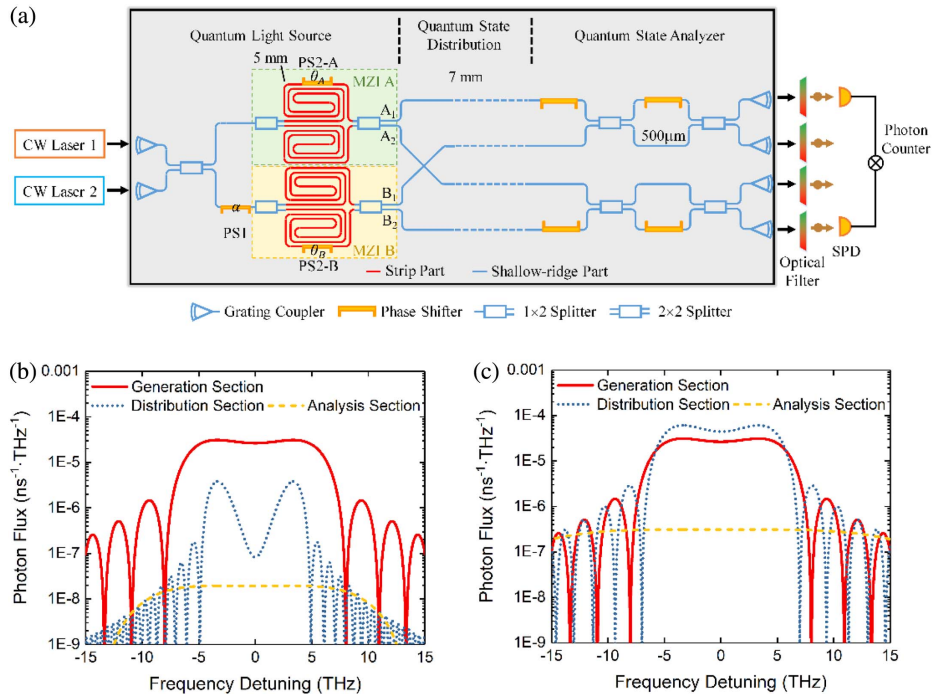 (a)
Quantum Light Source
Quantum State
Distribution
Quantum State Analyzer
5 mm
PS2-A
θA
MZI A
7 mm
A1
A2
500μm
CW Laser 1
CW Laser 2
α
PS1
B1
B2
θB
PS2-B
MZI B
Photon
Counter
Optical
Filter
SPD
Strip Part
Shallow-ridge Part
Grating Coupler
Phase Shifter
1×2 Splitter
2×2 Splitter
(b)
0.001
1E-4
1E-5
1E-6
1E-7
1E-8
1E-9
Photon Flux (ns⁻¹·THz⁻¹)
Generation Section
Distribution Section
Analysis Section
-15
-10
-5
0
5
10
15
Frequency Detuning (THz)
(c)
0.001
1E-4
1E-5
1E-6
1E-7
1E-8
1E-9
Photon Flux (ns⁻¹·THz⁻¹)
Generation Section
Distribution Section
Analysis Section
-15
-10
-5
0
5
10
15
Frequency Detuning (THz)